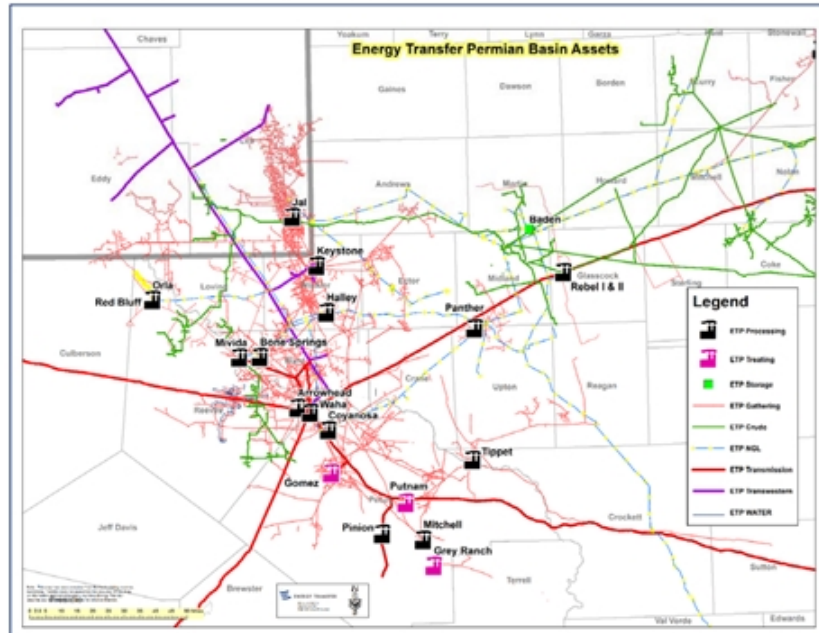 Energy Transfer Permian Basin Assets
Chaves
Yoakum
Terry
Lynn
Garza
Stonewall
Gaines
Dawson
Borden
Scurry
Fisher
Lea
Eddy
Andrews
Martin
Howard
Mitchell
Nolan
Jal
Baden
Keystone
Orla
Loving
Winkler
Ector
Midland
Glasscock
Sterling
Coke
Red Bluff
Rebel I & II
Halley
Panther
Mivida
Bone Springs
Culberson
Ward
Crane
Upton
Reagan
Arrowhead
Reeves
Waha
Coyanosa
Tippet
Gomez
Putnam
Pecos
Crockett
Jeff Davis
Pinion
Mitchell
Grey Ranch
Sutton
Brewster
Terrell
Val Verde
Edwards
ENERGY TRANSFER
Legend
ETP Processing
ETP Treating
ETP Storage
ETP Gathering
ETP Crude
ETP NGL
ETP Transmission
ETP Transwestern
ETP WATER